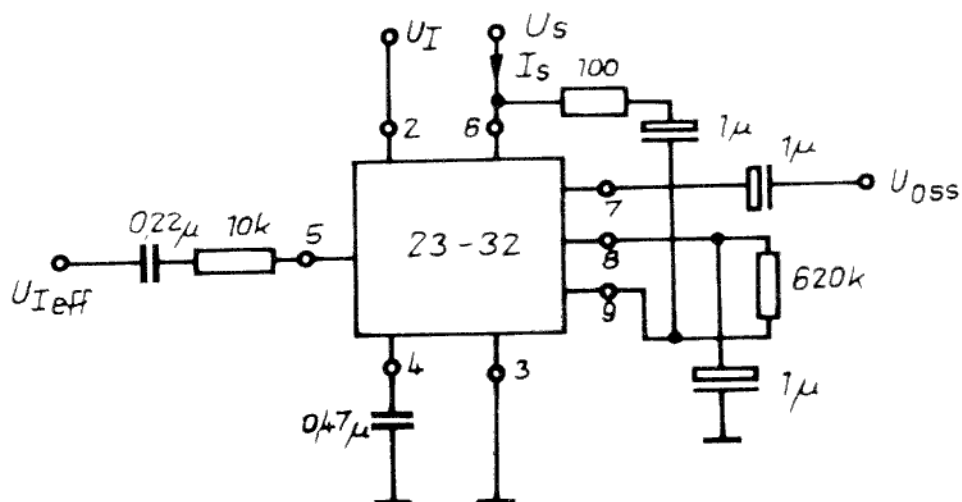 U_I
U_S
I_S
100
2
6
1µ
1µ
7
U_OSS
0,22µ
10k
5
23-32
8
620k
U_Ieff
9
4
3
1µ
0,47µ